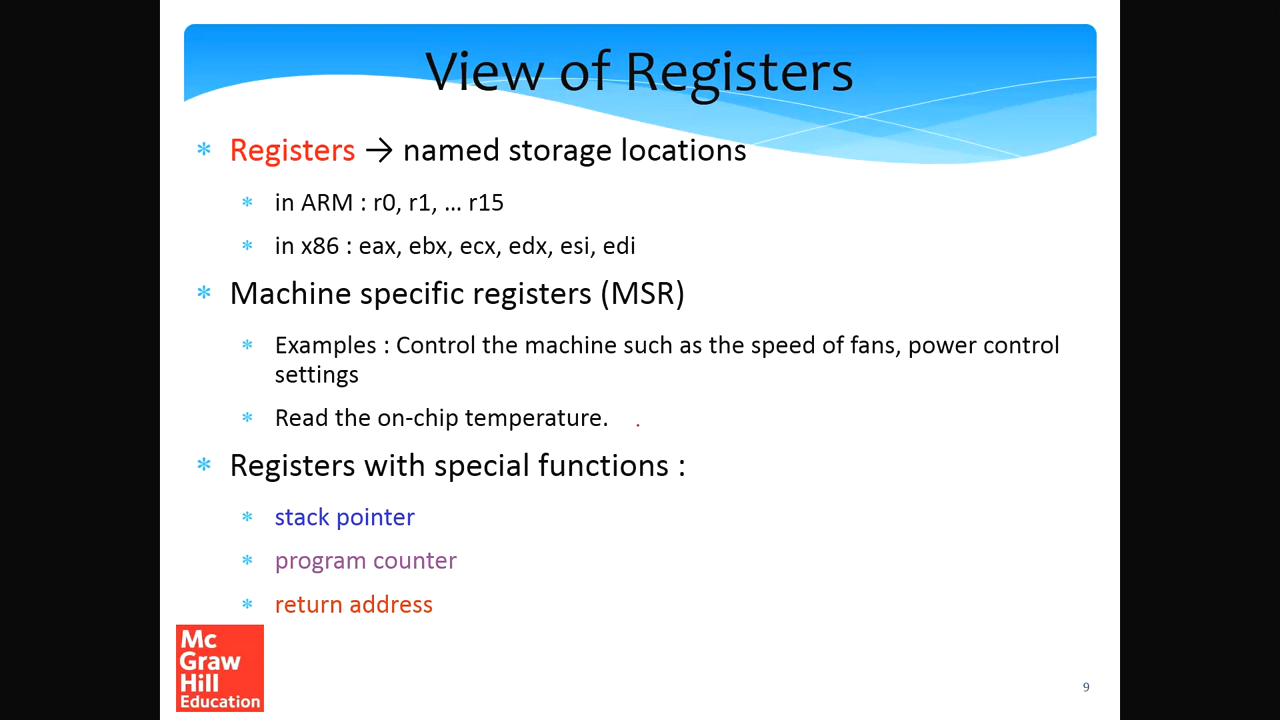 View of Registers
* Registers → named storage locations
* in ARM : r0, r1, ... r15
* in x86 : eax, ebx, ecx, edx, esi, edi
* Machine specific registers (MSR)
* Examples : Control the machine such as the speed of fans, power control
settings
* Read the on-chip temperature.
* Registers with special functions :
* stack pointer
* program counter
* return address
Mc
Graw
Hill
Education
9